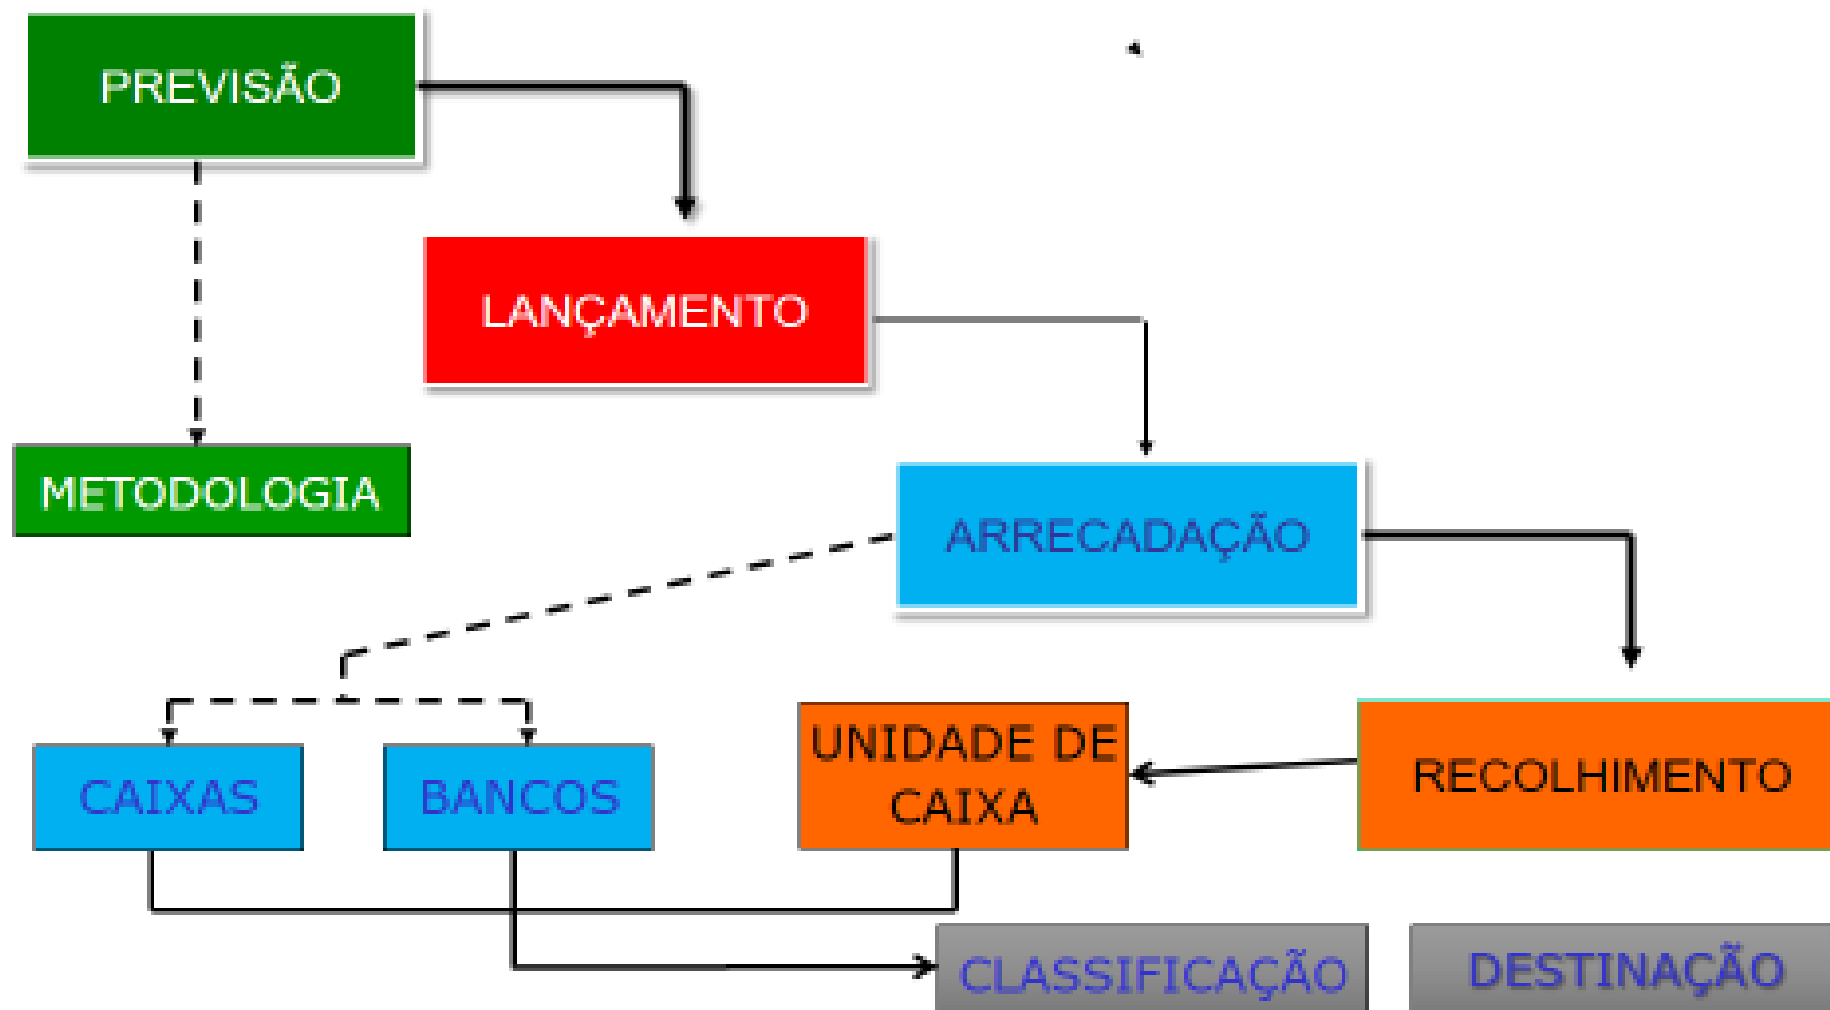 PREVISÃO
LANÇAMENTO
METODOLOGIA
ARRECADAÇÃO
CAIXAS
BANCOS
UNIDADE DE
CAIXA
RECOLHIMENTO
CLASSIFICAÇÃO
DESTINAÇÃO